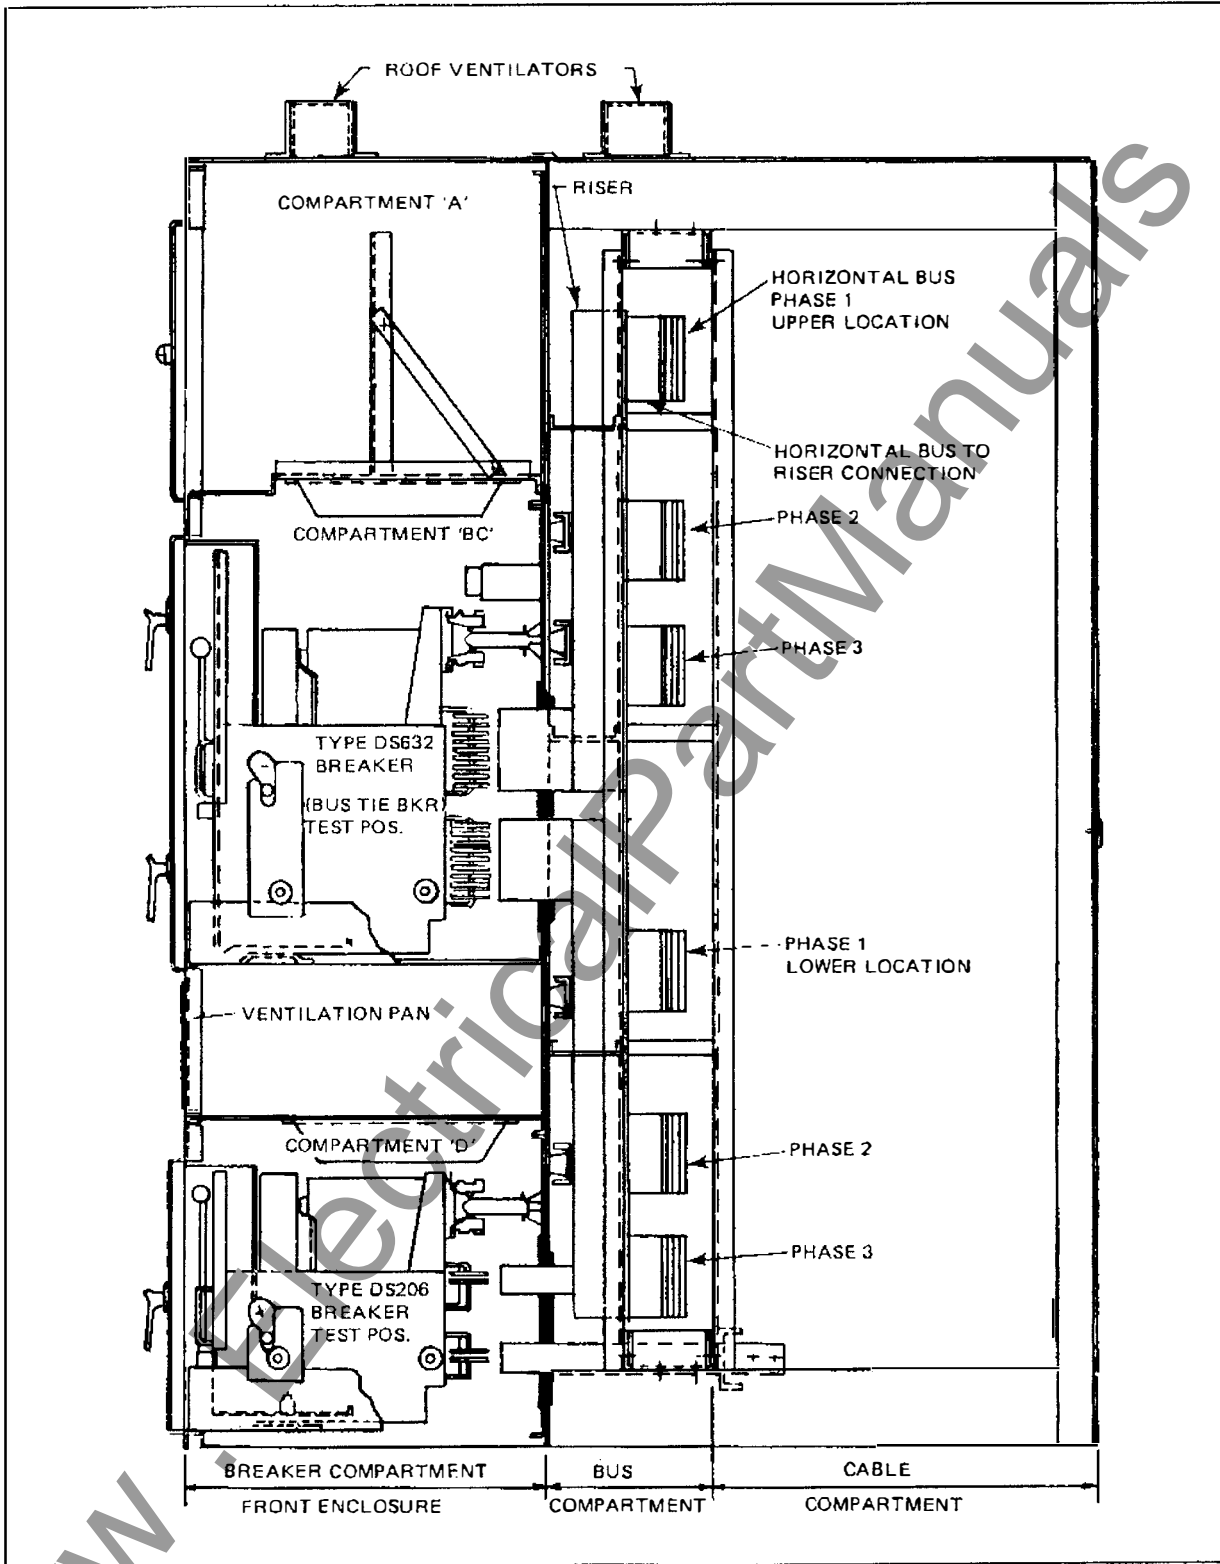 ROOF VENTILATORS
COMPARTMENT 'A'
RISER
HORIZONTAL BUS
PHASE 1
UPPER LOCATION
HORIZONTAL BUS TO
RISER CONNECTION
COMPARTMENT 'BC'
PHASE 2
PHASE 3
TYPE DS632
BREAKER
(BUS TIE BKR)
TEST POS.
PHASE 1
LOWER LOCATION
VENTILATION PAN
COMPARTMENT 'D'
PHASE 2
PHASE 3
TYPE DS206
BREAKER
TEST POS.
BREAKER COMPARTMENT
FRONT ENCLOSURE
BUS
COMPARTMENT
CABLE
COMPARTMENT
w . ElectricalPartManuals